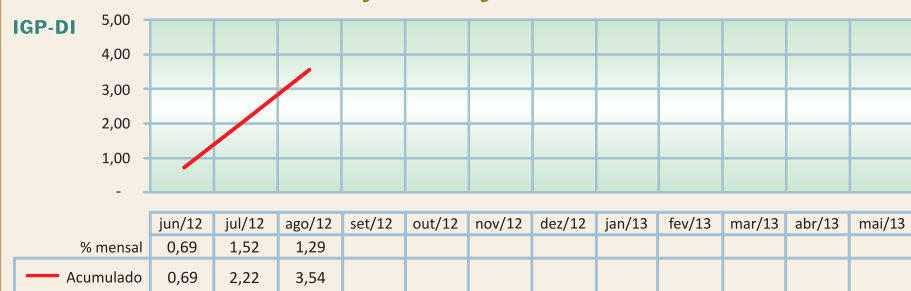 IGP-DI
5,00
4,00
3,00
2,00
1,00
-
jun/12 jul/12 ago/12 set/12 out/12 nov/12 dez/12 jan/13 fev/13 mar/13 abr/13 mai/13
% mensal 0,69 1,52 1,29
Acumulado 0,69 2,22 3,54